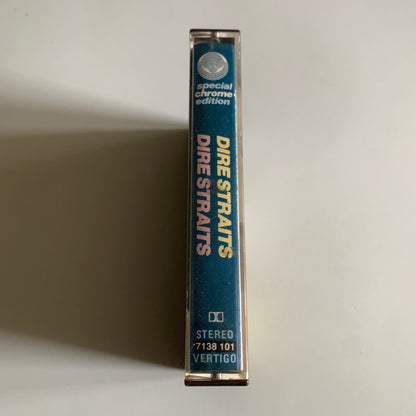 special
chrome
edition
DIRE STRAITS
DIRE STRAITS
STEREO
7138 101
VERTIGO